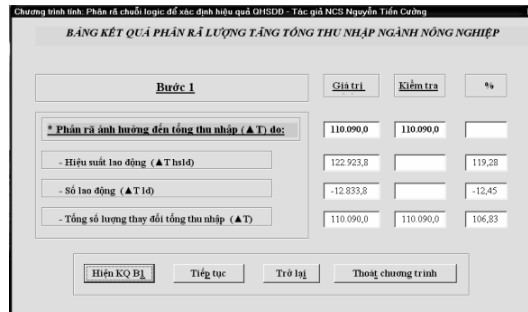 Chương trình tính: Phân rã chuỗi logic để xác định hiệu quả QHSDĐ - Tác giả NCS Nguyễn Tiến Cường
BẢNG KẾT QUẢ PHÂN RÃ LƯỢNG TĂNG TỔNG THU NHẬP NGÀNH NÔNG NGHIỆP
Bước 1 Giá trị Kiểm tra %
* Phân rã ảnh hưởng đến tổng thu nhập (▲T) do: 110.090,0 110.090,0
- Hiệu suất lao động (▲T hsld) 122.923,8 119,28
- Số lao động (▲T ld) -12.833,8 -12,45
- Tổng số lượng thay đổi tổng thu nhập (▲T) 110.090,0 110.090,0 106,83
Hiện KQ B1 Tiếp tục Trở lại Thoát chương trình